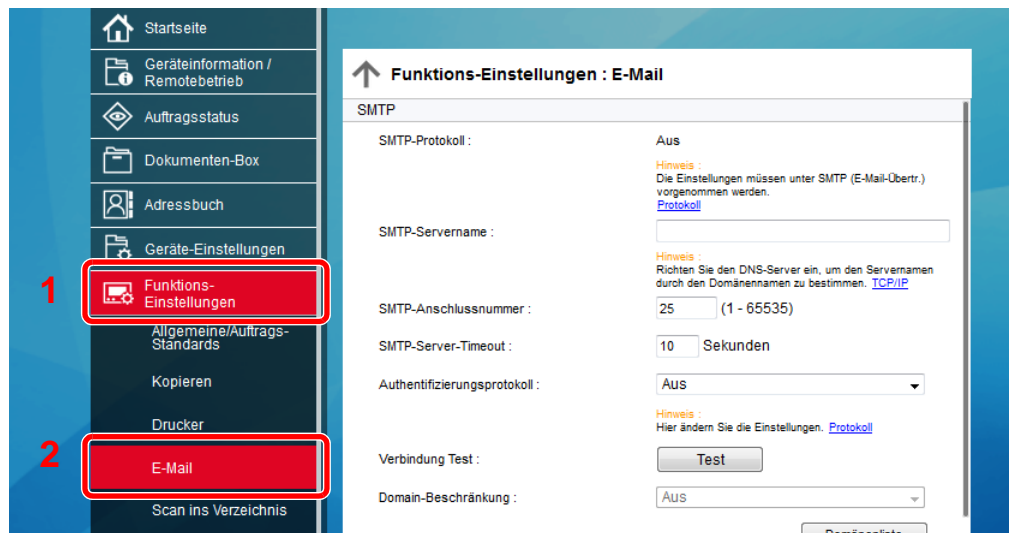 Startseite
Geräteinformation /
Remotebetrieb
Auftragsstatus
Dokumenten-Box
Adressbuch
Geräte-Einstellungen
1
Funktions-
Einstellungen
Allgemeine/Auftrags-
Standards
Kopieren
Drucker
2
E-Mail
Scan ins Verzeichnis
Funktions-Einstellungen : E-Mail
SMTP
SMTP-Protokoll : Aus
Hinweis :
Die Einstellungen müssen unter SMTP (E-Mail-Übertr.)
vorgenommen werden.
Protokoll
SMTP-Servername :
Hinweis :
Richten Sie den DNS-Server ein, um den Servernamen
durch den Domänennamen zu bestimmen. TCP/IP
SMTP-Anschlussnummer : 25 (1 - 65535)
SMTP-Server-Timeout : 10 Sekunden
Authentifizierungsprotokoll : Aus
Hinweis :
Hier ändern Sie die Einstellungen. Protokoll
Verbindung Test : Test
Domain-Beschränkung : Aus
Domänenliste